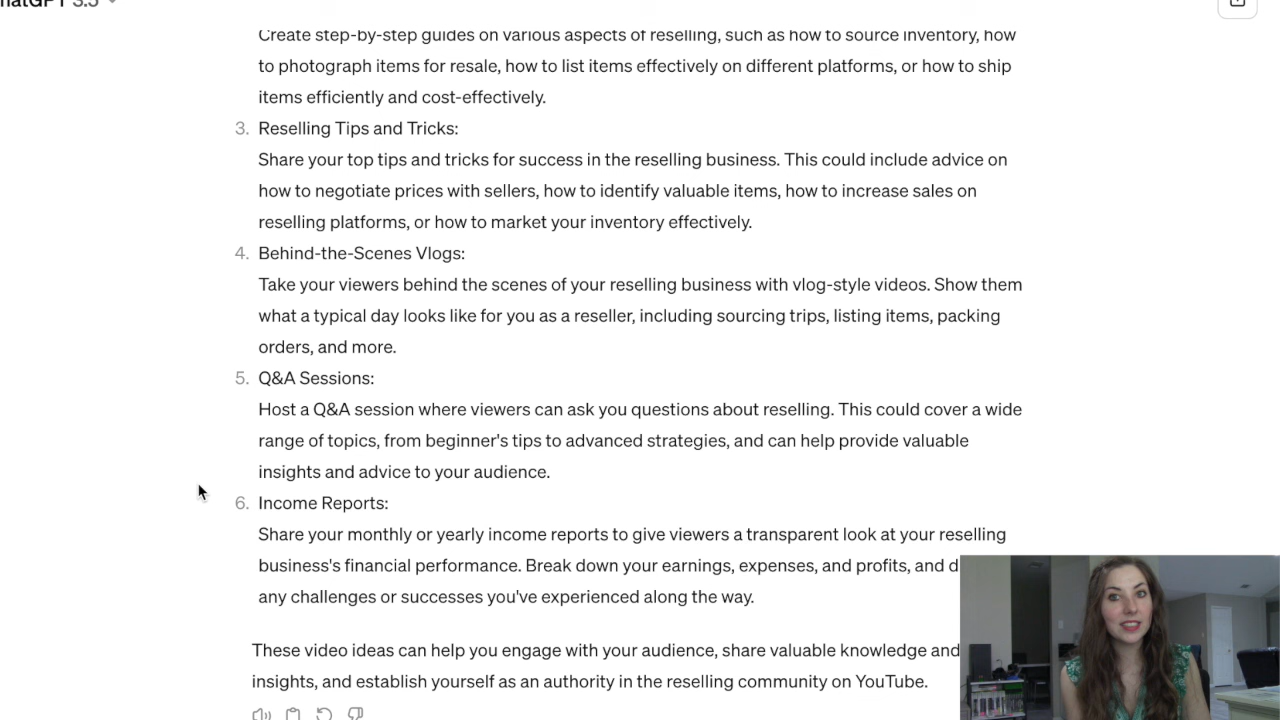 3.5
Create step-by-step guides on various aspects of reselling, such as how to source inventory, how
to photograph items for resale, how to list items effectively on different platforms, or how to ship
items efficiently and cost-effectively.
3. Reselling Tips and Tricks:
Share your top tips and tricks for success in the reselling business. This could include advice on
how to negotiate prices with sellers, how to identify valuable items, how to increase sales on
reselling platforms, or how to market your inventory effectively.
4. Behind-the-Scenes Vlogs:
Take your viewers behind the scenes of your reselling business with vlog-style videos. Show them
what a typical day looks like for you as a reseller, including sourcing trips, listing items, packing
orders, and more.
5. Q&A Sessions:
Host a Q&A session where viewers can ask you questions about reselling. This could cover a wide
range of topics, from beginner's tips to advanced strategies, and can help provide valuable
insights and advice to your audience.
6. Income Reports:
Share your monthly or yearly income reports to give viewers a transparent look at your reselling
business's financial performance. Break down your earnings, expenses, and profits, and
any challenges or successes you've experienced along the way.
These video ideas can help you engage with your audience, share valuable knowledge and
insights, and establish yourself as an authority in the reselling community on YouTube.